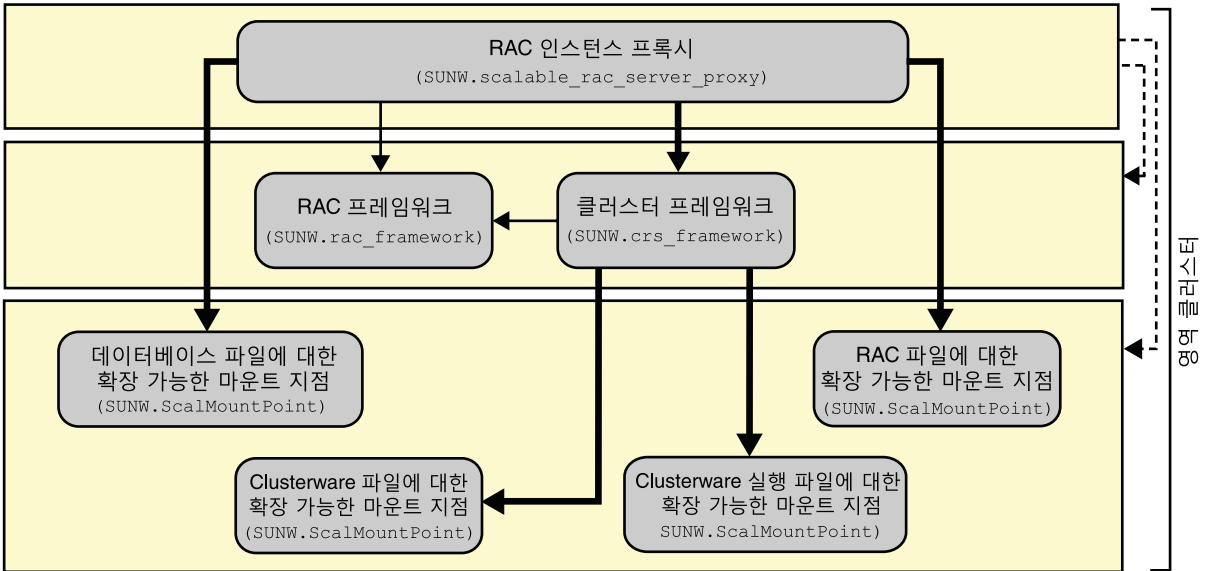 RAC 인스턴스 프록시
(SUNW.scalable_rac_server_proxy)
RAC 프레임워크
(SUNW.rac_framework)
클러스터 프레임워크
(SUNW.crs_framework)
데이터베이스 파일에 대한
확장 가능한 마운트 지점
(SUNW.ScalMountPoint)
RAC 파일에 대한
확장 가능한 마운트 지점
(SUNW.ScalMountPoint)
Clusterware 파일에 대한
확장 가능한 마운트 지점
(SUNW.ScalMountPoint)
Clusterware 실행 파일에 대한
확장 가능한 마운트 지점
SUNW.ScalMountPoint)
영역 클러스터